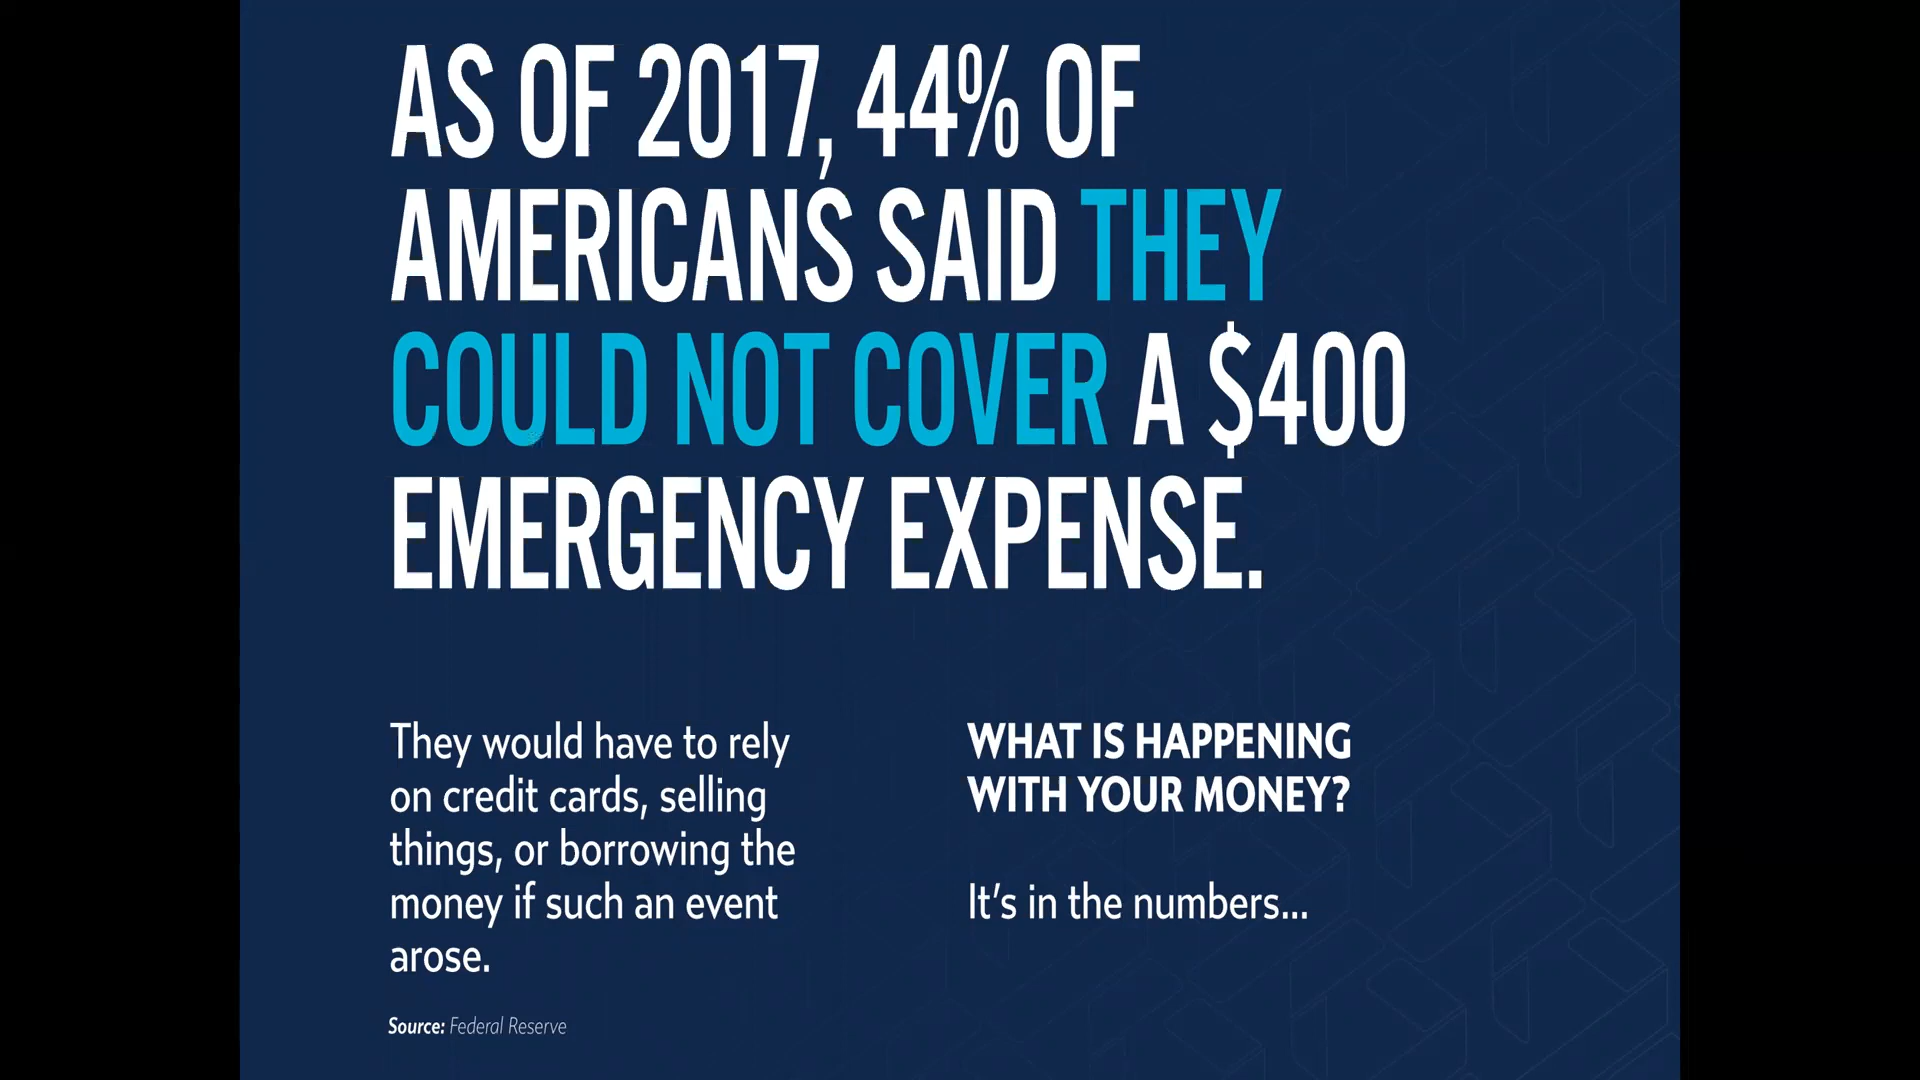 AS OF 2017, 44% OF
AMERICANS SAID THEY
COULD NOT COVER A $400
EMERGENCY EXPENSE.
They would have to rely
on credit cards, selling
things, or borrowing the
money if such an event
arose.
Source: Federal Reserve
WHAT IS HAPPENING
WITH YOUR MONEY?
It's in the numbers...